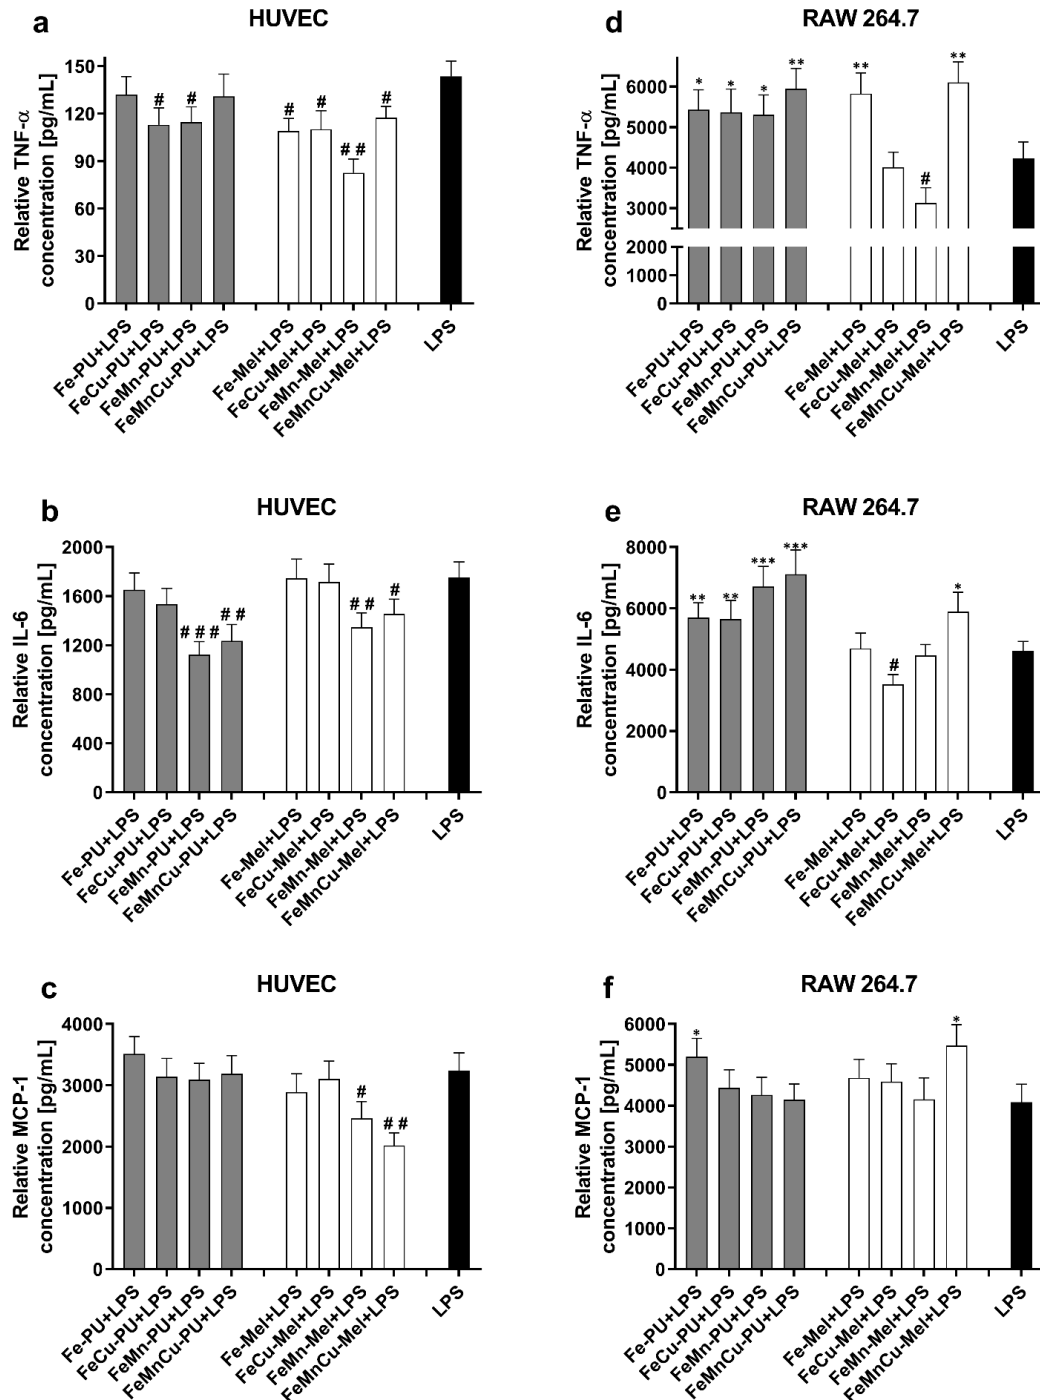 a
HUVEC
Relative TNF-α
concentration [pg/mL]
150
120
90
60
30
0
#
#
#
#
# #
#
Fe-PU+LPS
FeCu-PU+LPS
FeMn-PU+LPS
FeMnCu-PU+LPS
Fe-Mel+LPS
FeCu-Mel+LPS
FeMn-Mel+LPS
FeMnCu-Mel+LPS
LPS
d
RAW 264.7
Relative TNF-α
concentration [pg/mL]
6000
5000
4000
3000
2000
1000
0
*
*
*
**
**
#
**
Fe-PU+LPS
FeCu-PU+LPS
FeMn-PU+LPS
FeMnCu-PU+LPS
Fe-Mel+LPS
FeCu-Mel+LPS
FeMn-Mel+LPS
FeMnCu-Mel+LPS
LPS
b
HUVEC
Relative IL-6
concentration [pg/mL]
2000
1600
1200
800
400
0
# # #
# #
# #
#
Fe-PU+LPS
FeCu-PU+LPS
FeMn-PU+LPS
FeMnCu-PU+LPS
Fe-Mel+LPS
FeCu-Mel+LPS
FeMn-Mel+LPS
FeMnCu-Mel+LPS
LPS
e
RAW 264.7
Relative IL-6
concentration [pg/mL]
8000
6000
4000
2000
0
**
**
***
***
#
*
Fe-PU+LPS
FeCu-PU+LPS
FeMn-PU+LPS
FeMnCu-PU+LPS
Fe-Mel+LPS
FeCu-Mel+LPS
FeMn-Mel+LPS
FeMnCu-Mel+LPS
LPS
c
HUVEC
Relative MCP-1
concentration [pg/mL]
4000
3000
2000
1000
0
#
# #
Fe-PU+LPS
FeCu-PU+LPS
FeMn-PU+LPS
FeMnCu-PU+LPS
Fe-Mel+LPS
FeCu-Mel+LPS
FeMn-Mel+LPS
FeMnCu-Mel+LPS
LPS
f
RAW 264.7
Relative MCP-1
concentration [pg/mL]
6000
5000
4000
3000
2000
1000
0
*
*
Fe-PU+LPS
FeCu-PU+LPS
FeMn-PU+LPS
FeMnCu-PU+LPS
Fe-Mel+LPS
FeCu-Mel+LPS
FeMn-Mel+LPS
FeMnCu-Mel+LPS
LPS